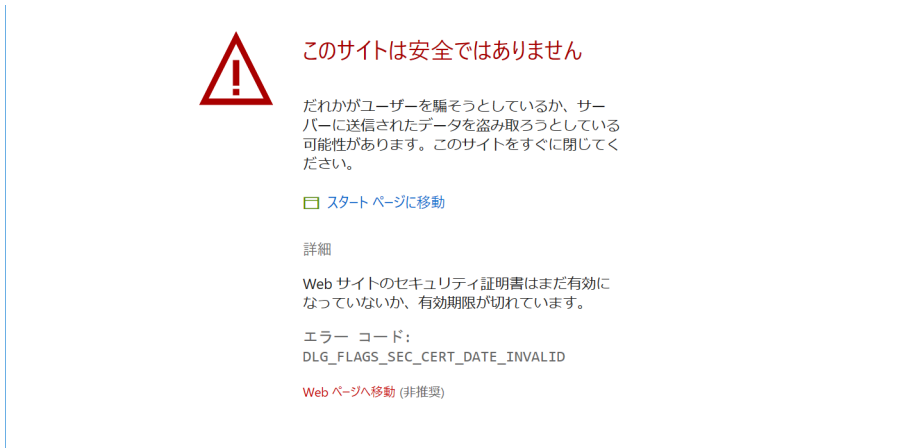 このサイトは安全ではありません
だれかがユーザーを騙そうとしているか、サー
バーに送信されたデータを盗み取ろうとしている
可能性があります。このサイトをすぐに閉じてく
ださい。
スタート ページに移動
詳細
Web サイトのセキュリティ証明書はまだ有効に
なっていないか、有効期限が切れています。
エラー コード:
DLG_FLAGS_SEC_CERT_DATE_INVALID
Web ページへ移動 (非推奨)